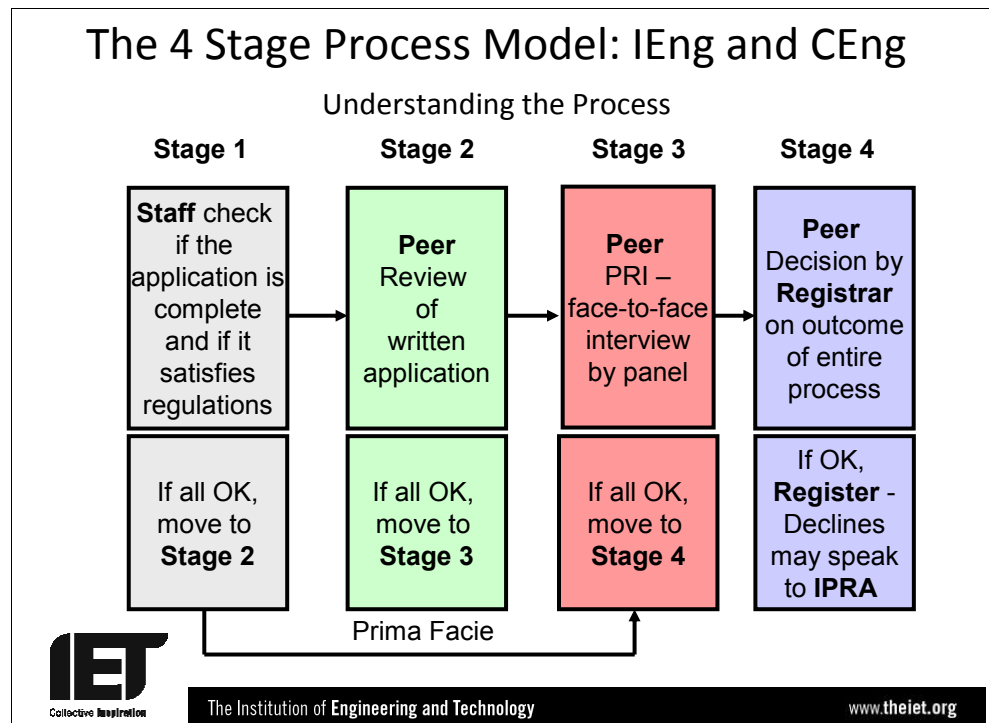 The 4 Stage Process Model: IEng and CEng
Understanding the Process
Stage 1
Stage 2
Stage 3
Stage 4
Staff check
if the
application is
complete
and if it
satisfies
regulations
Peer
Review
of
written
application
Peer
PRI –
face-to-face
interview
by panel
Peer
Decision by
Registrar
on outcome
of entire
process
If all OK,
move to
Stage 2
If all OK,
move to
Stage 3
If all OK,
move to
Stage 4
If OK,
Register -
Declines
may speak
to IPRA
Prima Facie
IET
Collective Inspiration
The Institution of Engineering and Technology
www.theiet.org